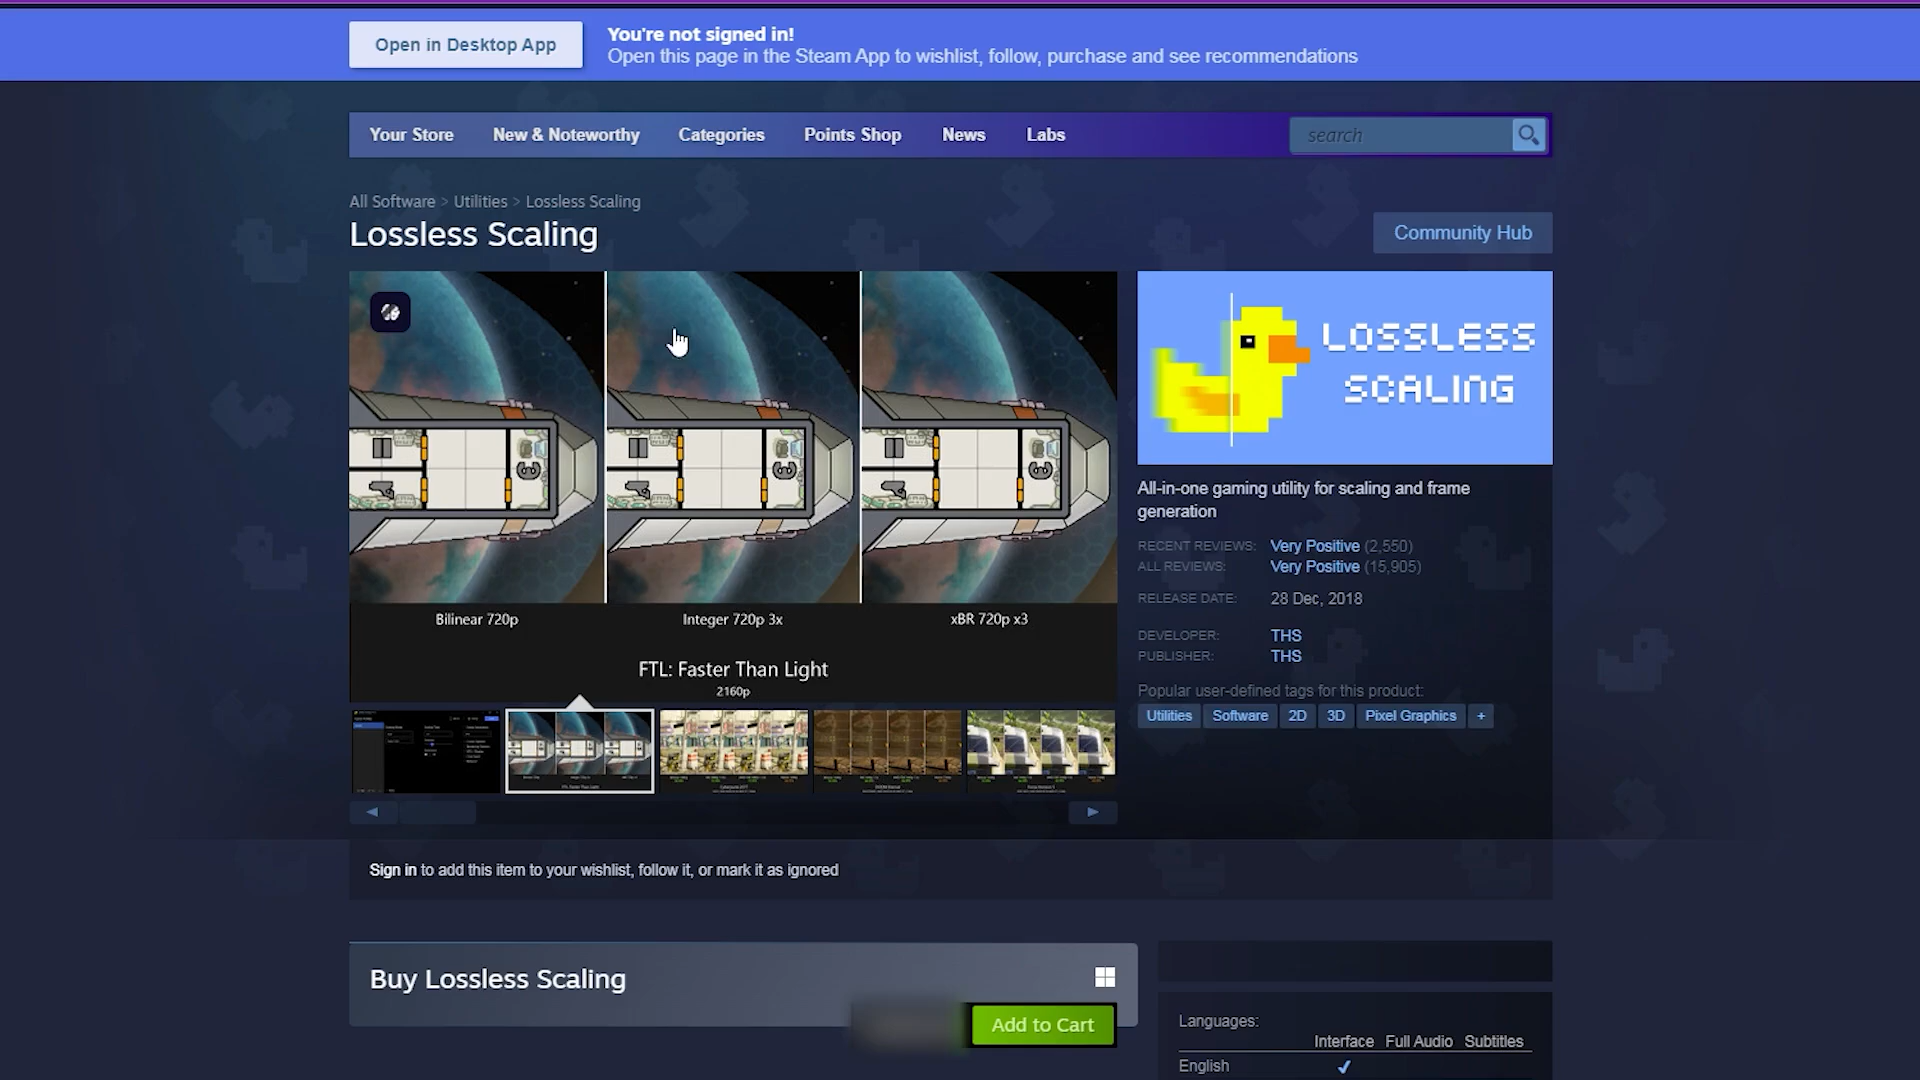 Open in Desktop App
You're not signed in!
Open this page in the Steam App to wishlist, follow, purchase and see recommendations
Your Store
New & Noteworthy
Categories
Points Shop
News
Labs
search
All Software > Utilities > Lossless Scaling
Lossless Scaling
Community Hub
Bilinear 720p
Integer 720p 3x
xBR 720p x3
FTL: Faster Than Light
2160p
LOSSLESS
SCALING
All-in-one gaming utility for scaling and frame
generation
RECENT REVIEWS: Very Positive (2,550)
ALL REVIEWS: Very Positive (15,905)
RELEASE DATE: 28 Dec, 2018
DEVELOPER: THS
PUBLISHER: THS
Popular user-defined tags for this product:
Utilities Software 2D 3D Pixel Graphics +
Sign in to add this item to your wishlist, follow it, or mark it as ignored
Buy Lossless Scaling
Add to Cart
Languages:
Interface Full Audio Subtitles
English ✓